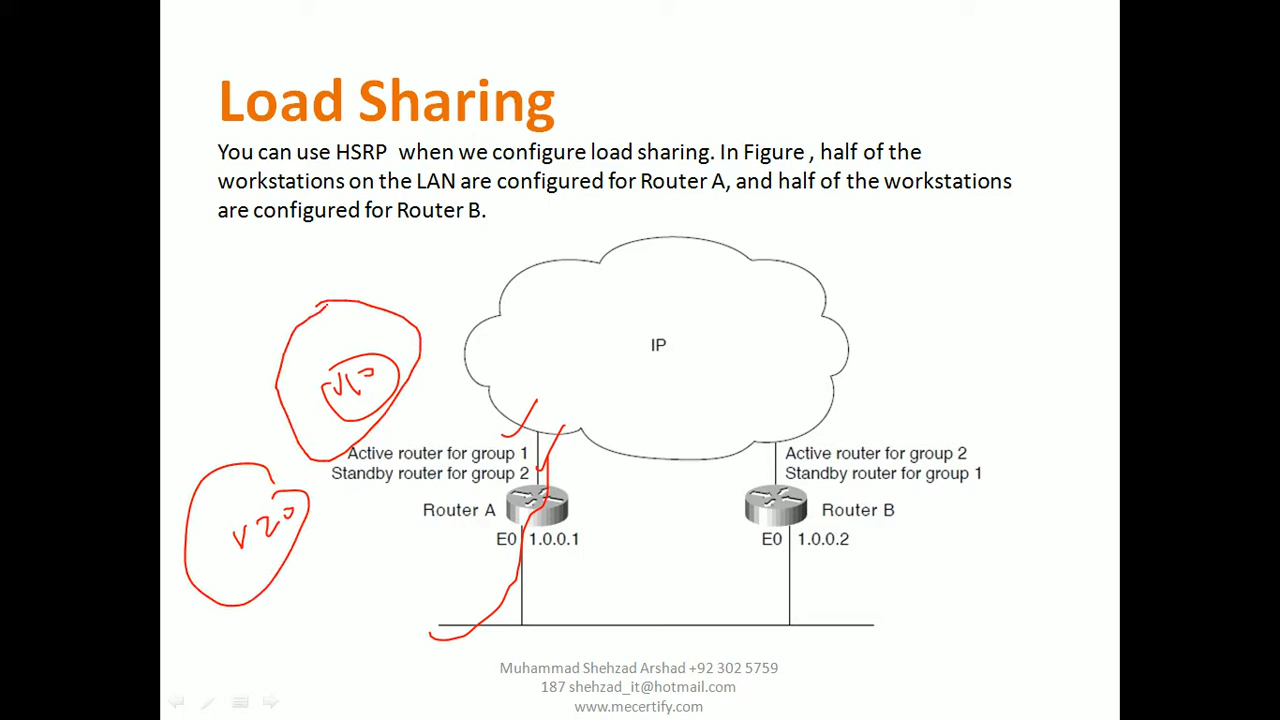 Load Sharing
You can use HSRP when we configure load sharing. In Figure , half of the
workstations on the LAN are configured for Router A, and half of the workstations
are configured for Router B.
IP
V10
Active router for group 1
Standby router for group 2
Active router for group 2
Standby router for group 1
V20
Router A
Router B
E0 1.0.0.1
E0 1.0.0.2
Muhammad Shehzad Arshad +92 302 5759
187 shehzad_it@hotmail.com
www.mecertify.com